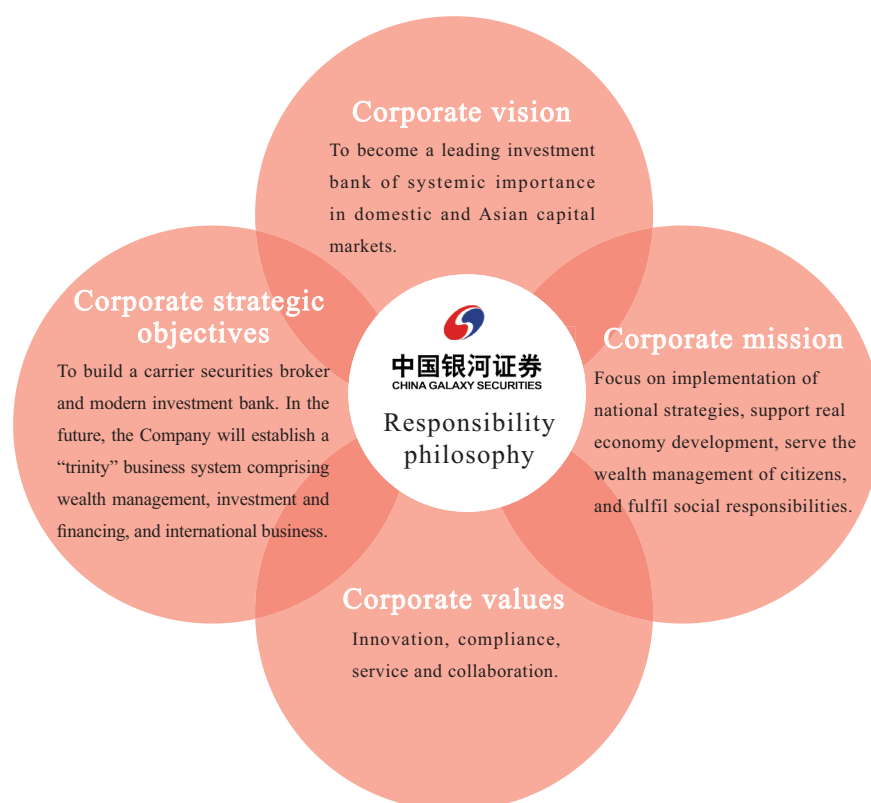 Corporate vision
To become a leading investment
bank of systemic importance
in domestic and Asian capital
markets.
Corporate strategic
objectives
To build a carrier securities broker
and modern investment bank. In the
future, the Company will establish a
“trinity” business system comprising
wealth management, investment and
financing, and international business.
中国银河证券
CHINA GALAXY SECURITIES
Responsibility
philosophy
Corporate mission
Focus on implementation of
national strategies, support real
economy development, serve the
wealth management of citizens,
and fulfil social responsibilities.
Corporate values
Innovation, compliance,
service and collaboration.